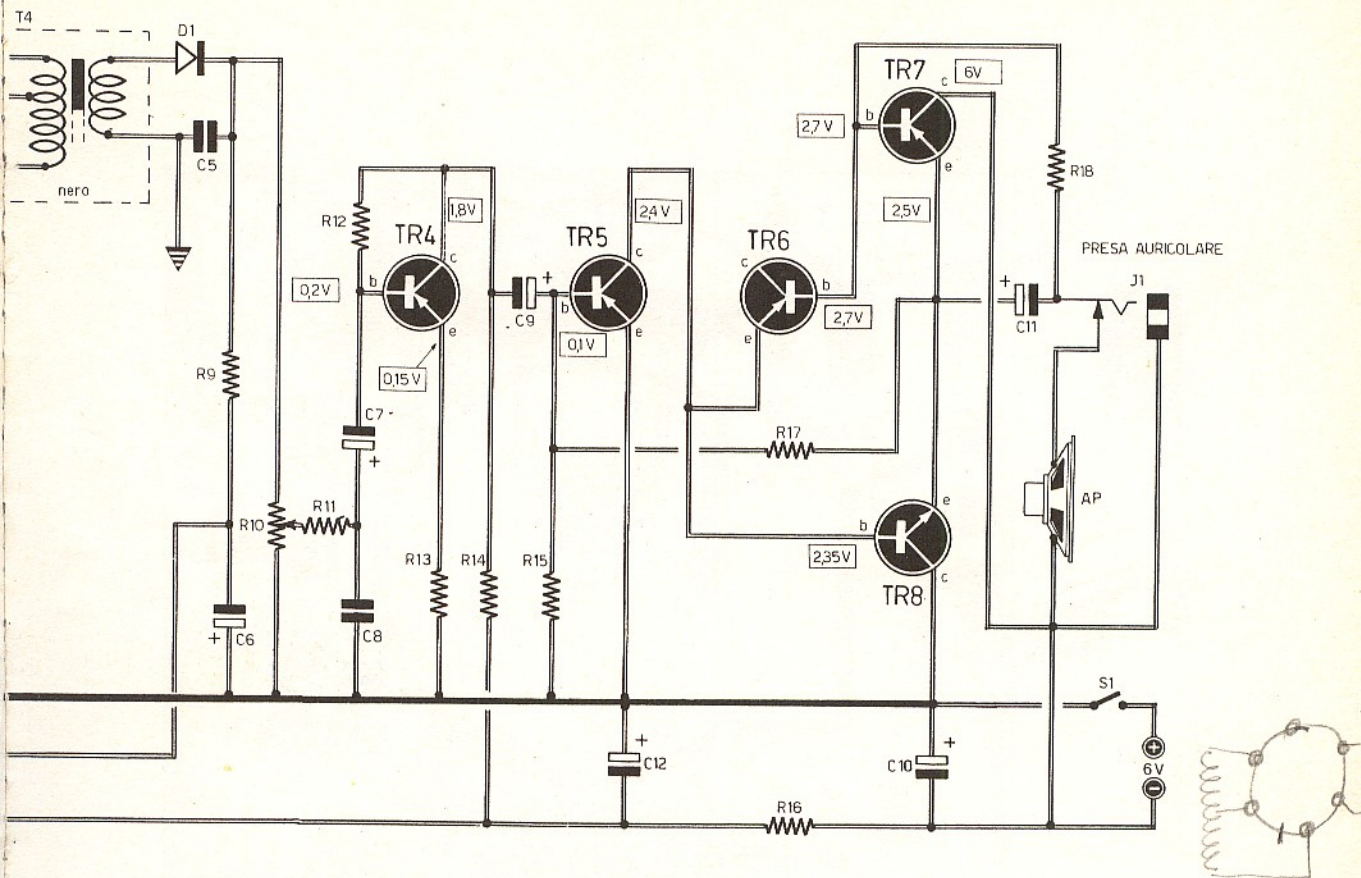 T4
D1
C5
nero
R9
R10
C6
R11
R12
C7
C8
0,2V
TR4
b
c
e
1,8V
0,15V
R13
R14
C9
R15
TR5
b
c
e
0,1V
2,4V
TR6
c
b
e
2,7V
TR7
b
c
e
6V
2,7V
2,5V
R17
R18
C11
PRESA AURICOLARE
J1
AP
TR8
b
e
c
2,35V
S1
6V
C12
C10
R16